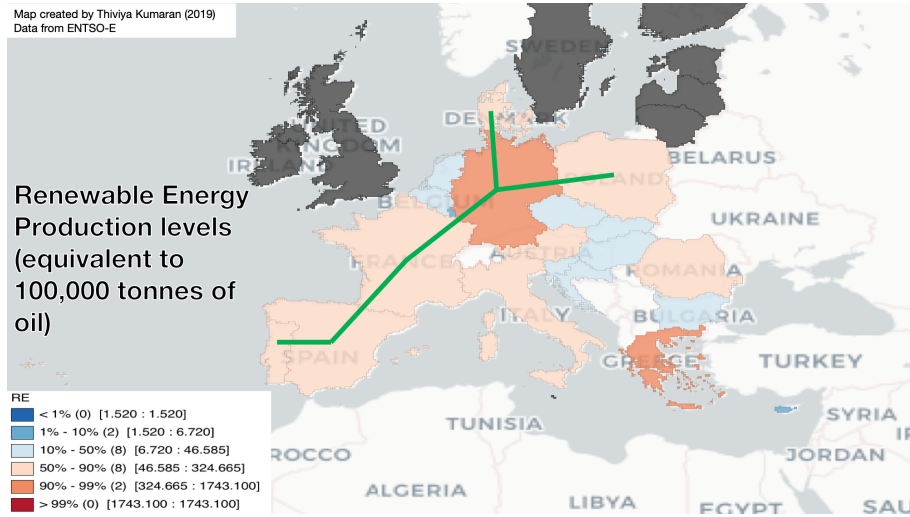 Map created by Thiviya Kumaran (2019)
Data from ENTSO-E
SWEDEN
DENMARK
UNITED
KINGDOM
IRELAND
BELARUS
POLAND
BELGIUM
UKRAINE
Renewable Energy
Production levels
(equivalent to
100,000 tonnes of
oil)
FRANCE
AUSTRIA
ROMANIA
ITALY
BULGARIA
SPAIN
GREECE
TURKEY
RE
< 1% (0) [1.520 : 1.520]
1% - 10% (2) [1.520 : 6.720]
10% - 50% (8) [6.720 : 46.585]
50% - 90% (8) [46.585 : 324.665]
90% - 99% (2) [324.665 : 1743.100]
> 99% (0) [1743.100 : 1743.100]
TUNISIA
SYRIA
ROCCO
JORDAN
ALGERIA
LIBYA
EGYPT
SAU